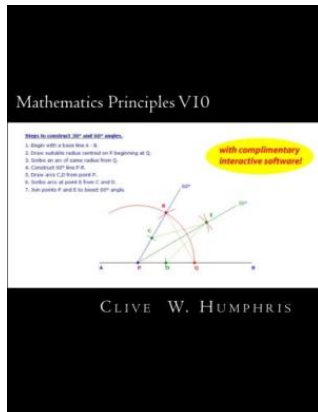 Mathematics Principles V10
Steps to construct 30° and 60° angles.
1. Begin with a base line A - B.
2. Draw suitable radius centred on P beginning at Q.
3. Scribe an arc of same radius from Q.
4. Construct 60° line P-R.
5. Draw arcs C,D from point P.
6. Scribe arcs at point E from C and D.
7. Join points P and E to bisect 60° angle.
with complimentary
interactive software!
60°
R
30°
E
C
A P D Q B
CLIVE W. HUMPHRIS